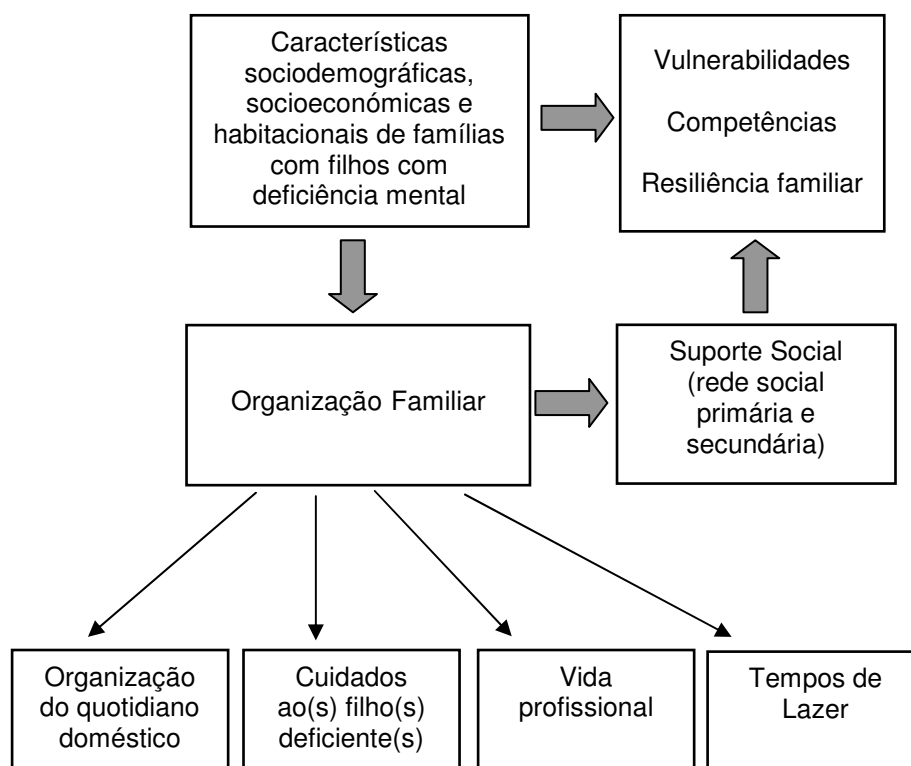 Características
sociodemográficas,
socioeconómicas e
habitacionais de famílias
com filhos com
deficiência mental
Vulnerabilidades
Competências
Resiliência familiar
Organização Familiar
Suporte Social
(rede social
primária e
secundária)
Organização
do quotidiano
doméstico
Cuidados
ao(s) filho(s)
deficiente(s)
Vida
profissional
Tempos de
Lazer